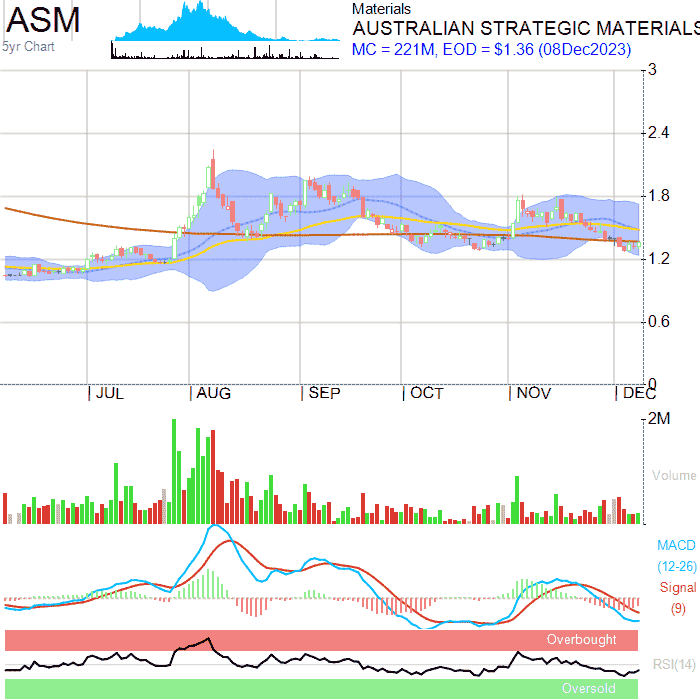 ASM
5yr Chart
Materials
AUSTRALIAN STRATEGIC MATERIALS
MC = 221M, EOD = $1.36 (08Dec2023)
3
2.4
1.8
1.2
0.6
0
JUL AUG SEP OCT NOV DEC
2M
Volume
MACD
(12-26)
Signal
(9)
Overbought
RSI(14)
Oversold